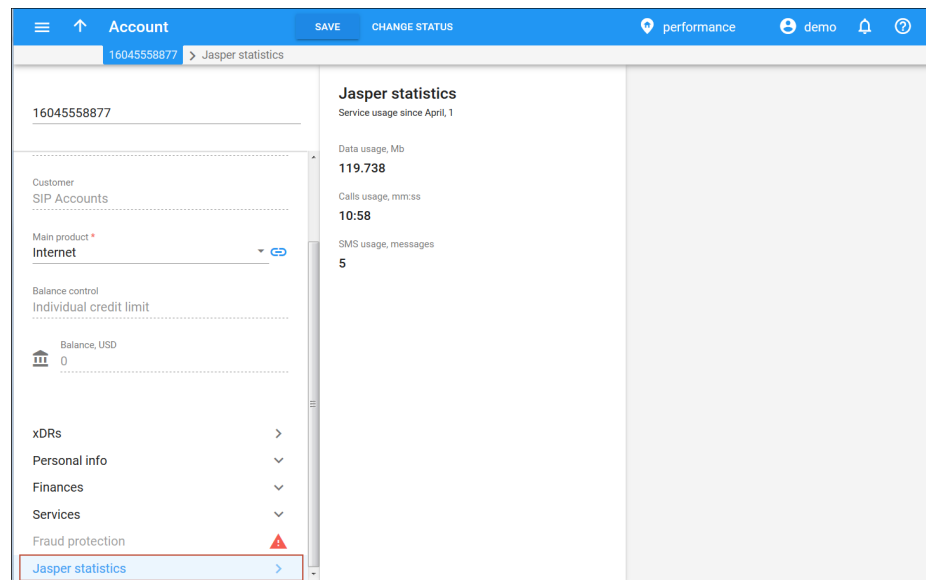 Account
SAVE
CHANGE STATUS
performance
demo
16045558877
Jasper statistics
16045558877
Customer
SIP Accounts
Main product *
Internet
Balance control
Individual credit limit
Balance, USD
0
xDRs
Personal info
Finances
Services
Fraud protection
Jasper statistics
Jasper statistics
Service usage since April, 1
Data usage, Mb
119.738
Calls usage, mm:ss
10:58
SMS usage, messages
5